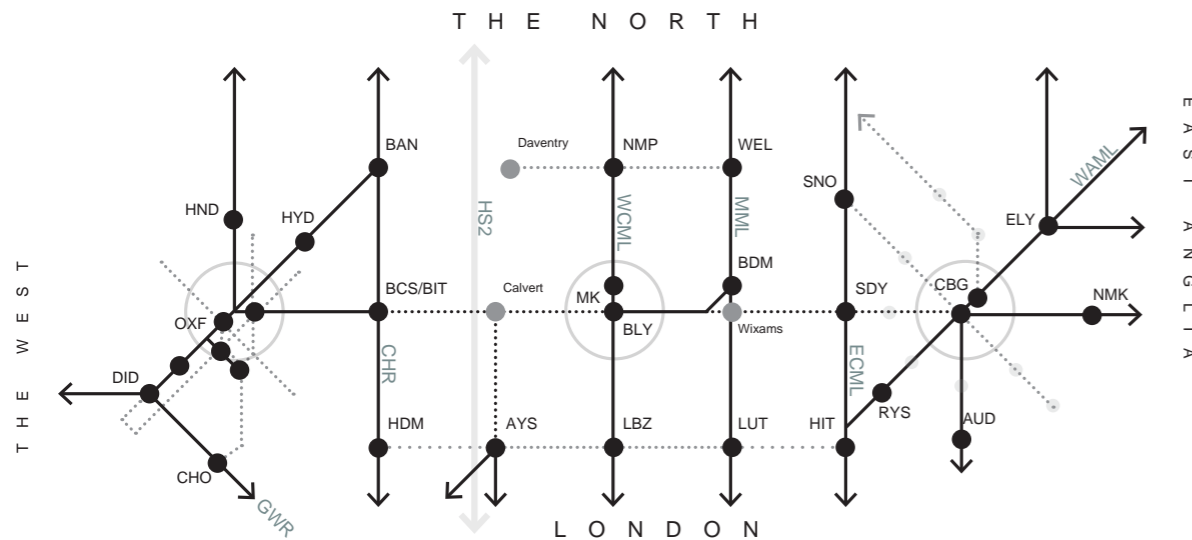 THE NORTH
THE WEST
EAST ANGLIA
LONDON
HND
HYD
BAN
OXF
BCS/BIT
DID
CHO
GWR
CHR
HDM
HS2
Daventry
Calvert
AYS
NMP
WCML
MK
BLY
LBZ
WEL
MML
BDM
Wixams
LUT
SNO
SDY
ECML
HIT
RYS
CBG
AUD
ELY
WAML
NMK